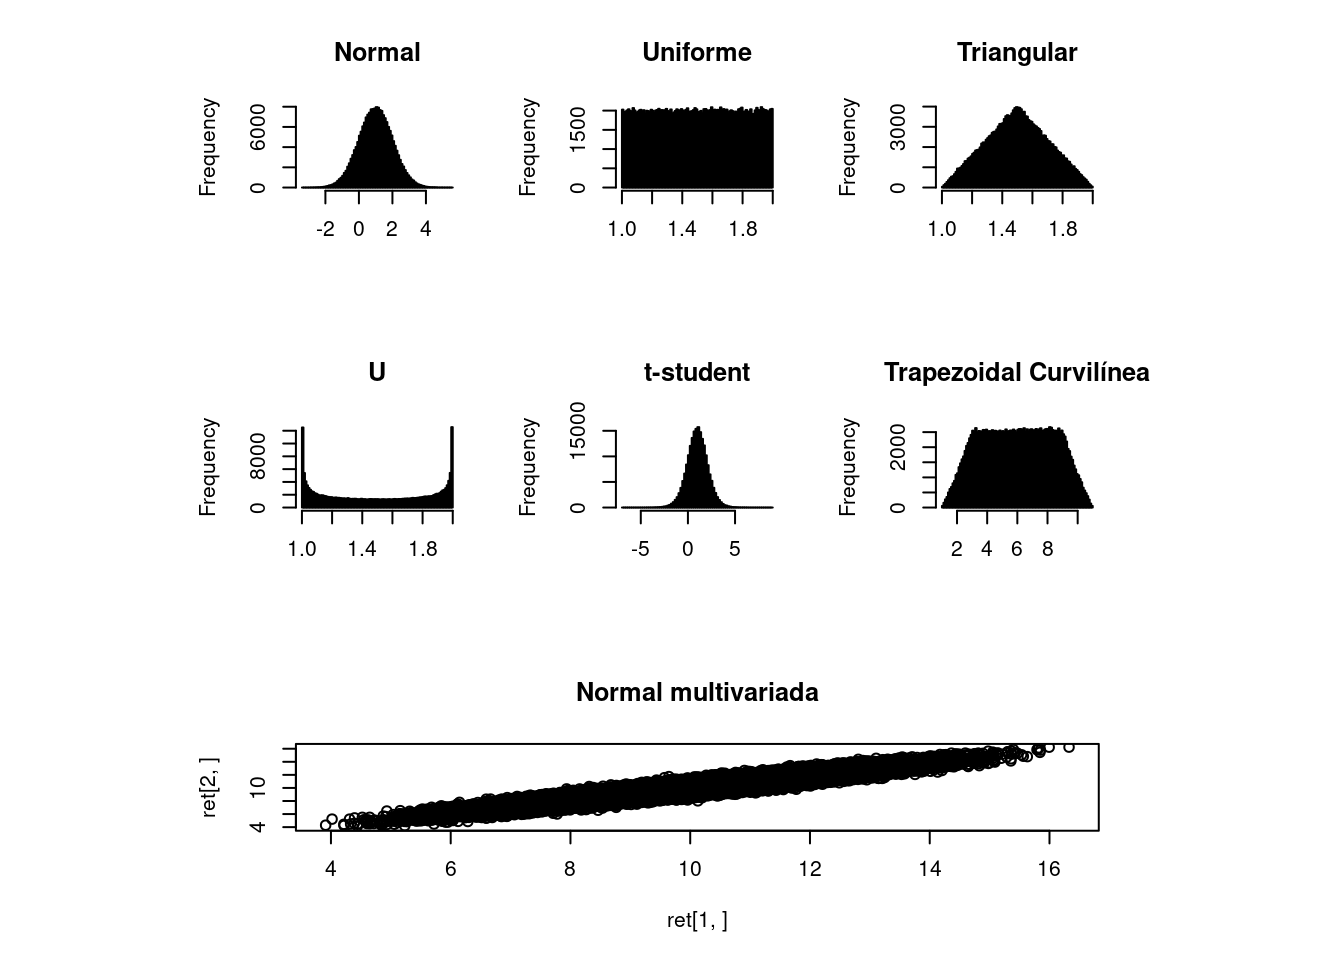 Normal
Uniforme
Triangular
Frequency
0 6000
-2 0 2 4
Frequency
0 1500
1.0 1.4 1.8
Frequency
0 3000
1.0 1.4 1.8
U
t-student
Trapezoidal Curvilínea
Frequency
0 8000
1.0 1.4 1.8
Frequency
0 15000
-5 0 5
Frequency
0 2000
2 4 6 8
Normal multivariada
ret[2, ]
4 10
4 6 8 10 12 14 16
ret[1, ]